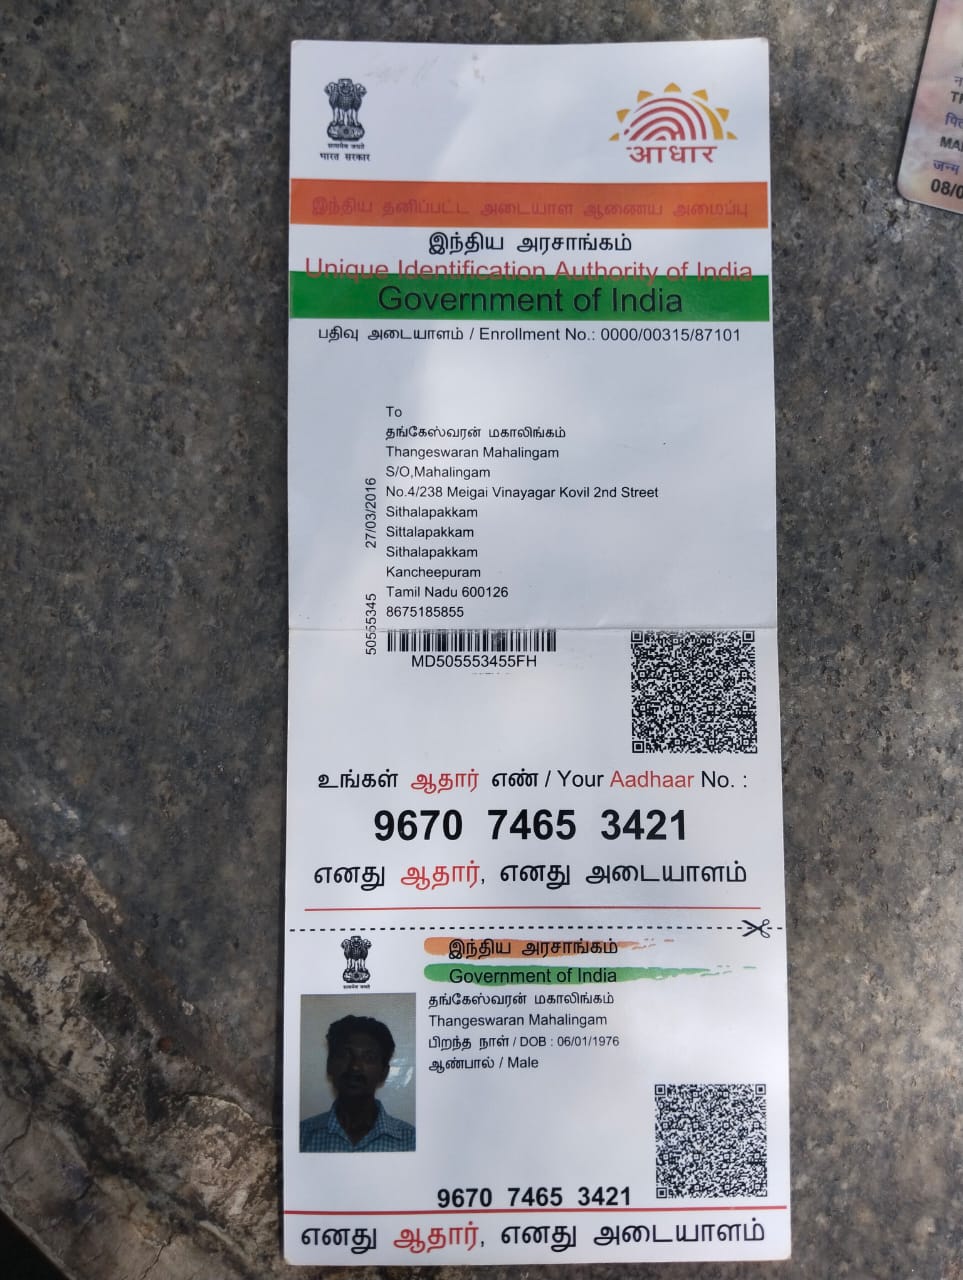 सत्यमेव जयते
भारत सरकार
आधार
இந்திய தனிப்பட்ட அடையாள ஆணைய அமைப்பு
இந்திய அரசாங்கம்
Unique Identification Authority of India
Government of India
பதிவு அடையாளம் / Enrollment No.: 0000/00315/87101
To
தங்கேஸ்வரன் மகாலிங்கம்
Thangeswaran Mahalingam
S/O,Mahalingam
No.4/238 Meigai Vinayagar Kovil 2nd Street
Sithalapakkam
Sittalapakkam
Sithalapakkam
Kancheepuram
Tamil Nadu 600126
8675185855
27/03/2016
MD505553455FH
உங்கள் ஆதார் எண் / Your Aadhaar No. :
9670 7465 3421
எனது ஆதார், எனது அடையாளம்
இந்திய அரசாங்கம்
Government of India
தங்கேஸ்வரன் மகாலிங்கம்
Thangeswaran Mahalingam
பிறந்த நாள் / DOB : 06/01/1976
ஆண்பால் / Male
9670 7465 3421
எனது ஆதார், எனது அடையாளம்